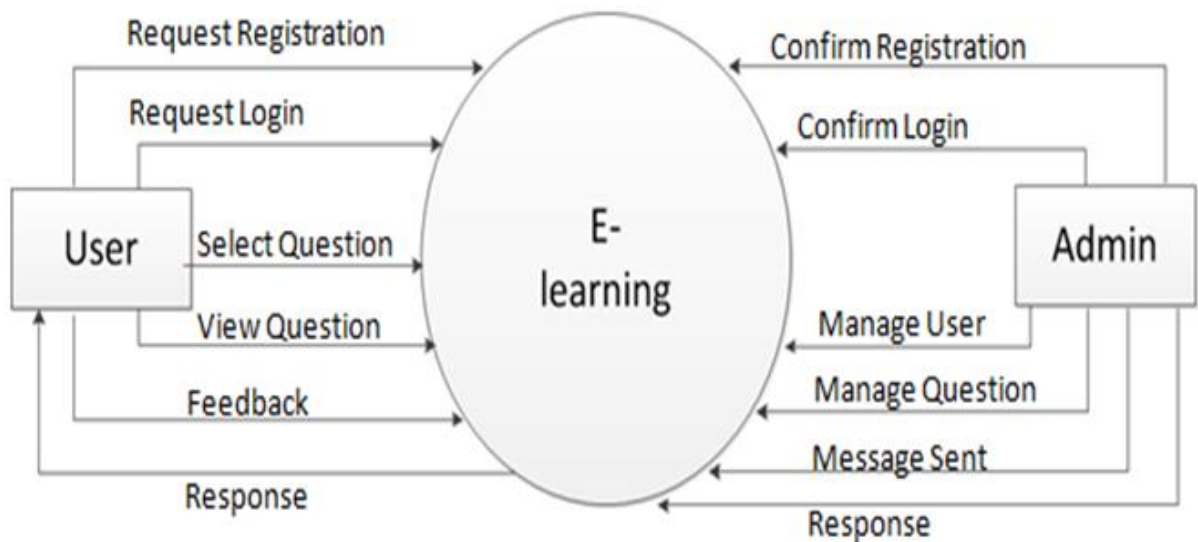 Request Registration
Confirm Registration
Request Login
Confirm Login
User
Select Question
E-
learning
Admin
View Question
Manage User
Feedback
Manage Question
Message Sent
Response
Response